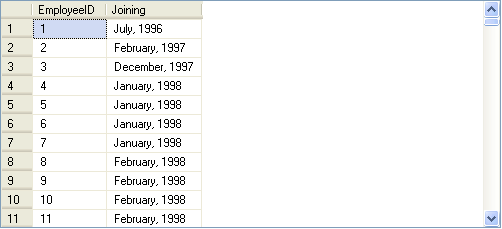 EmployeeID Joining
1 1 July, 1996
2 2 February, 1997
3 3 December, 1997
4 4 January, 1998
5 5 January, 1998
6 6 January, 1998
7 7 January, 1998
8 8 February, 1998
9 9 February, 1998
10 10 February, 1998
11 11 February, 1998